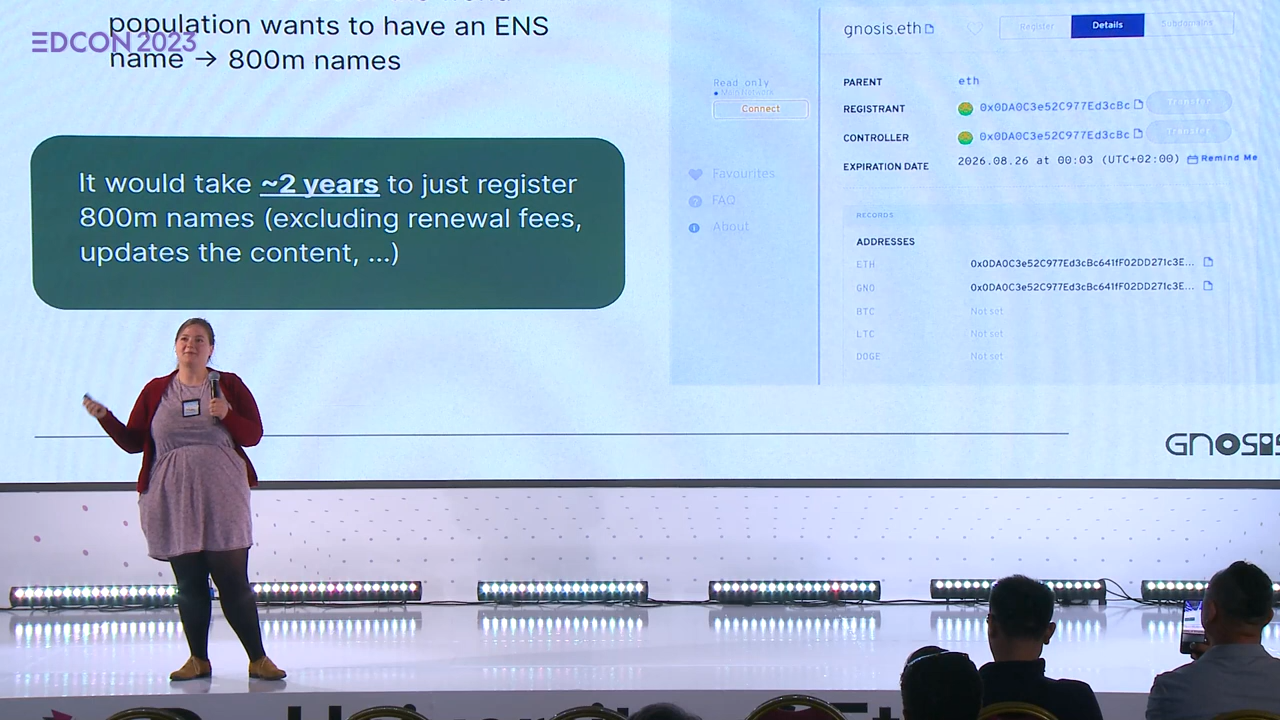 population wants to have an ENS
EDCON 2023
name → 800m names
It would take ~2 years to just register
800m names (excluding renewal fees,
updates the content, ...)
gnosis.eth
Register
Details
Subdomains
Read only
Main Network
Connect
Favourites
FAQ
About
PARENT eth
REGISTRANT 0x0DA0C3e52C977Ed3cBc Transfer
CONTROLLER 0x0DA0C3e52C977Ed3cBc Transfer
EXPIRATION DATE 2026.08.26 at 00:03 (UTC+02:00) Remind Me
RECORDS
ADDRESSES
ETH 0x0DA0C3e52C977Ed3cBc641fF02DD271c3E...
GNO 0x0DA0C3e52C977Ed3cBc641fF02DD271c3E...
BTC Not set
LTC Not set
DOGE Not set
GNOSIS